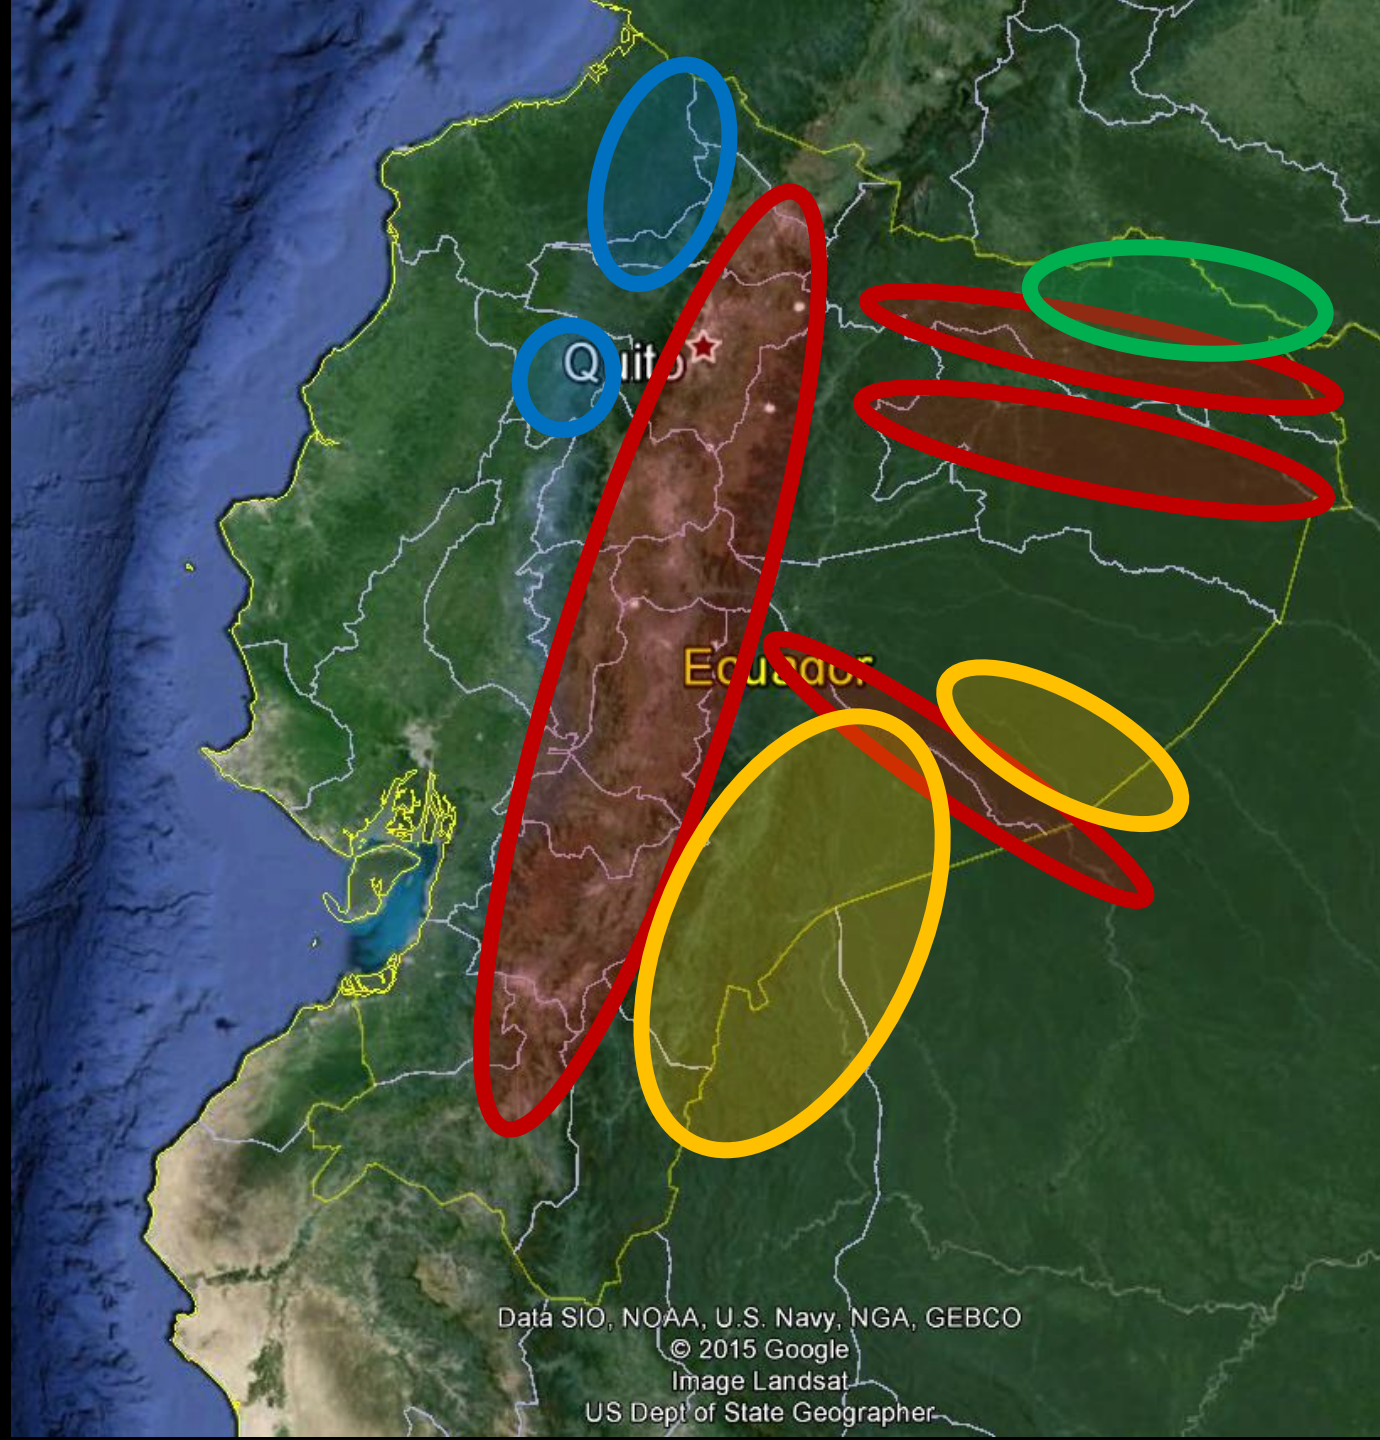 Quito
Ecuador
Data SIO, NOAA, U.S. Navy, NGA, GEBCO
© 2015 Google
Image Landsat
US Dept of State Geographer